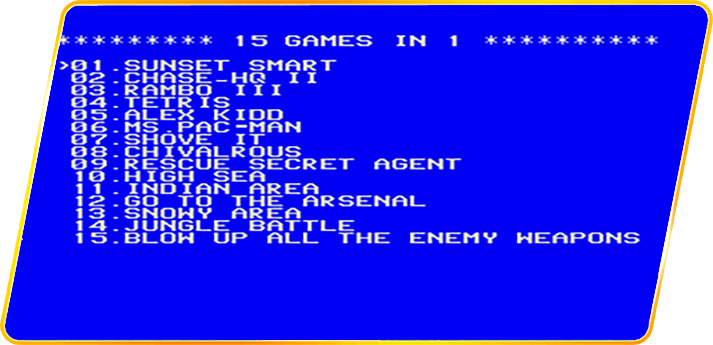 ********* 15 GAMES IN 1 **********
>01.SUNSET SMART
02.CHASE-HQ II
03.RAMBO III
04.TETRIS
05.ALEX KIDD
06.MS.PAC-MAN
07.SHOVE IT
08.CHIVALROUS
09.RESCUE SECRET AGENT
10.HIGH SEA
11.INDIAN AREA
12.GO TO THE ARSENAL
13.SNOWY AREA
14.JUNGLE BATTLE
15.BLOW UP ALL THE ENEMY WEAPONS